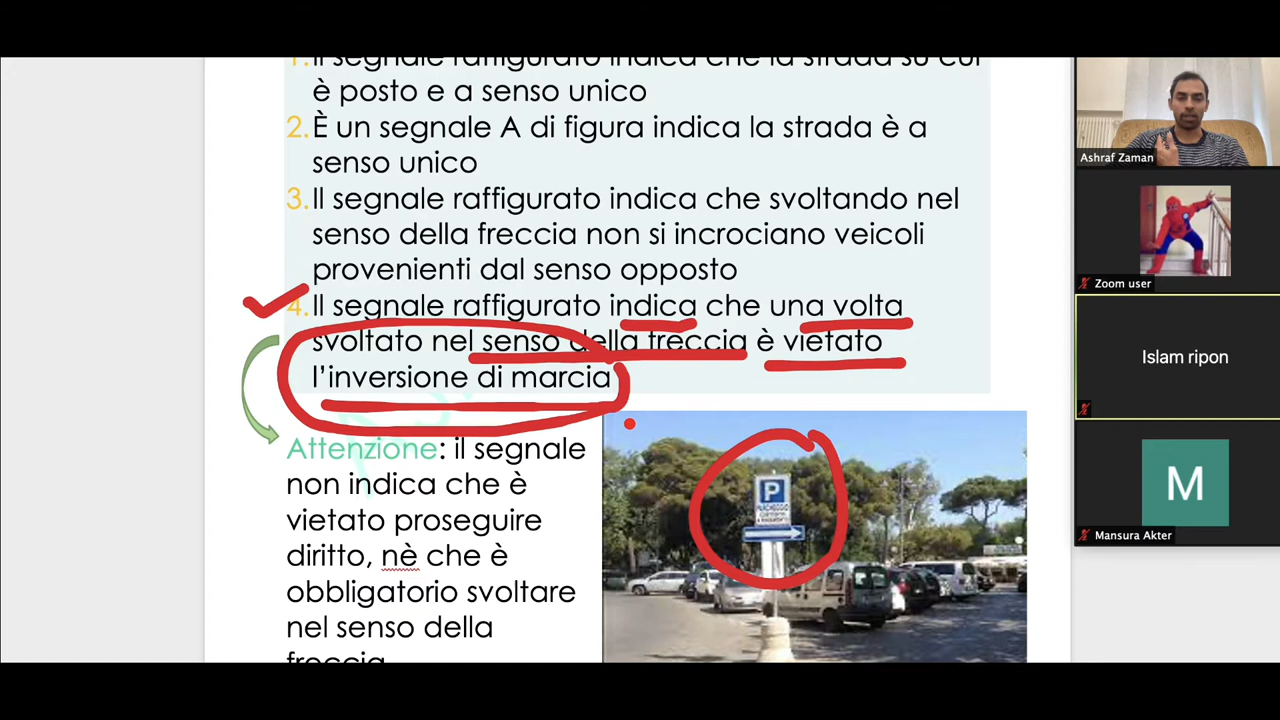 1. Il segnale raffigurato indica che la strada su cui
è posto e a senso unico
2. È un segnale A di figura indica la strada è a
senso unico
3. Il segnale raffigurato indica che svoltando nel
senso della freccia non si incrociano veicoli
provenienti dal senso opposto
4. Il segnale raffigurato indica che una volta
svoltato nel senso della freccia è vietato
l'inversione di marcia
Attenzione: il segnale
non indica che è
vietato proseguire
diritto, nè che è
obbligatorio svoltare
nel senso della
freccia
P
PARCHEGGIO
Ashraf Zaman
Zoom user
Islam ripon
M
Mansura Akter